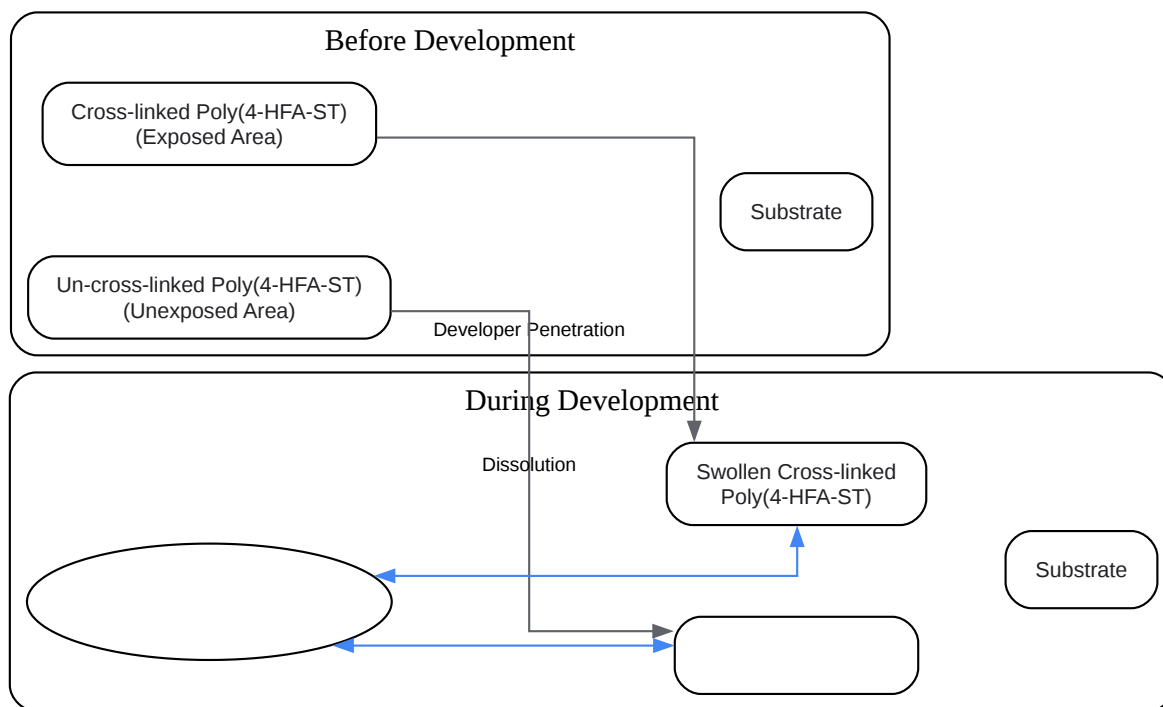 Before Development
Cross-linked Poly(4-HFA-ST)
(Exposed Area)
Substrate
Un-cross-linked Poly(4-HFA-ST)
(Unexposed Area)
Developer Penetration
During Development
Dissolution
Swollen Cross-linked
Poly(4-HFA-ST)
Substrate